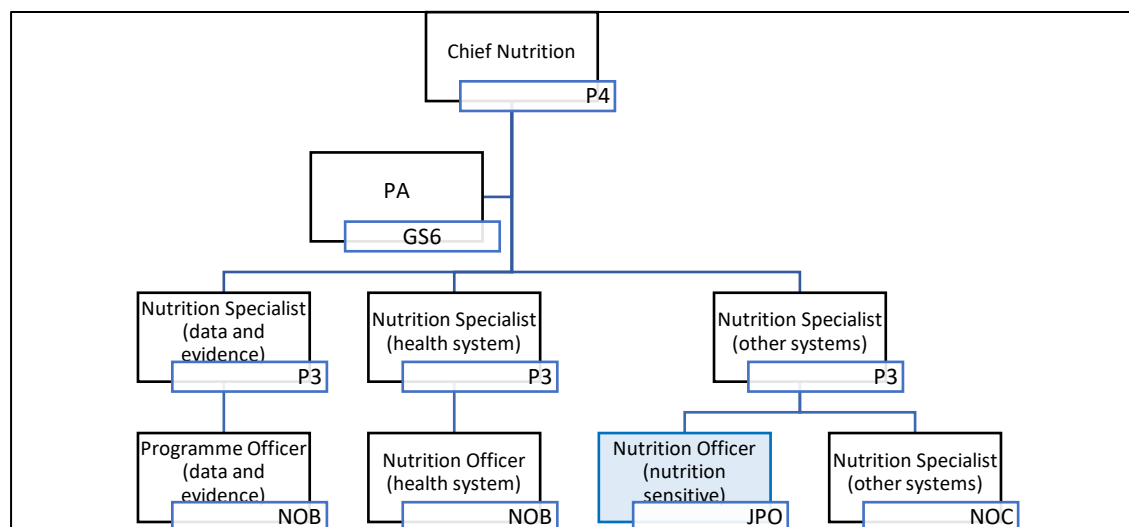 Chief Nutrition
P4
PA
GS6
Nutrition Specialist
(data and
evidence)
P3
Nutrition Specialist
(health system)
P3
Nutrition Specialist
(other systems)
P3
Programme Officer
(data and
evidence)
NOB
Nutrition Officer
(health system)
NOB
Nutrition Officer
(nutrition
sensitive)
JPO
Nutrition Specialist
(other systems)
NOC